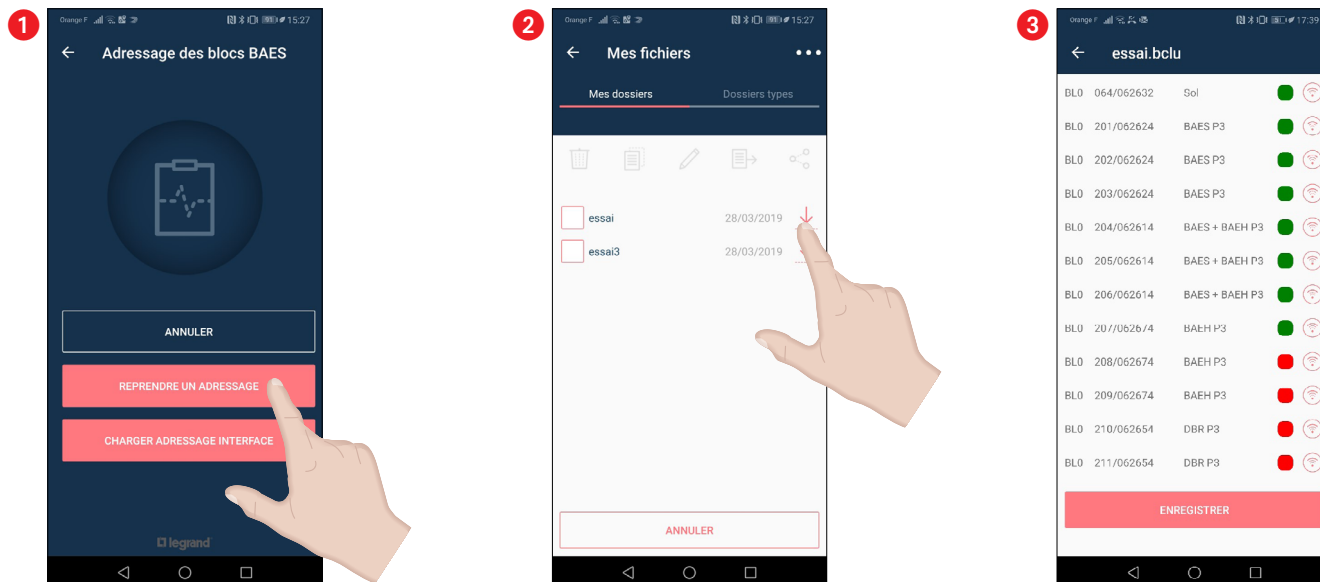 1
Orange F 91 15:27
Adressage des blocs BAES
ANNULER
REPRENDRE UN ADRESSAGE
CHARGER ADRESSAGE INTERFACE
legrand
2
Orange F 91 15:27
Mes fichiers
Mes dossiers Dossiers types
essai 28/03/2019
essai3 28/03/2019
ANNULER
3
Orange F 17:39
essai.bclu
BL0 064/062632 Sol
BL0 201/062624 BAES P3
BL0 202/062624 BAES P3
BL0 203/062624 BAES P3
BL0 204/062614 BAES + BAEH P3
BL0 205/062614 BAES + BAEH P3
BL0 206/062614 BAES + BAEH P3
BL0 207/062674 BAEH P3
BL0 208/062674 BAEH P3
BL0 209/062674 BAEH P3
BL0 210/062654 DBR P3
BL0 211/062654 DBR P3
ENREGISTRER